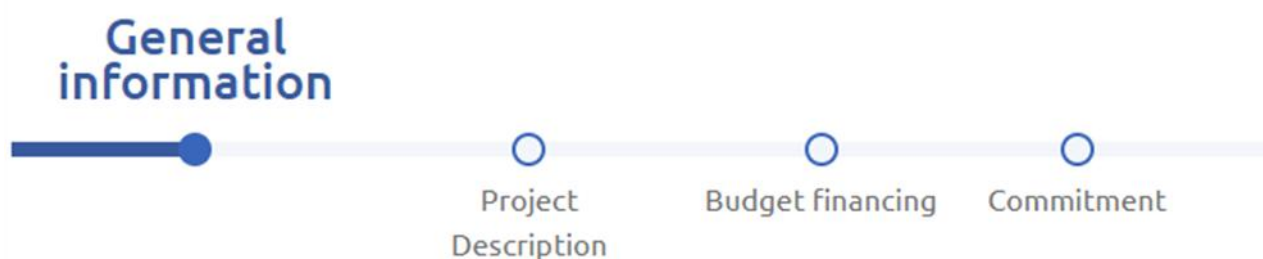 General
information
Project
Description
Budget financing
Commitment